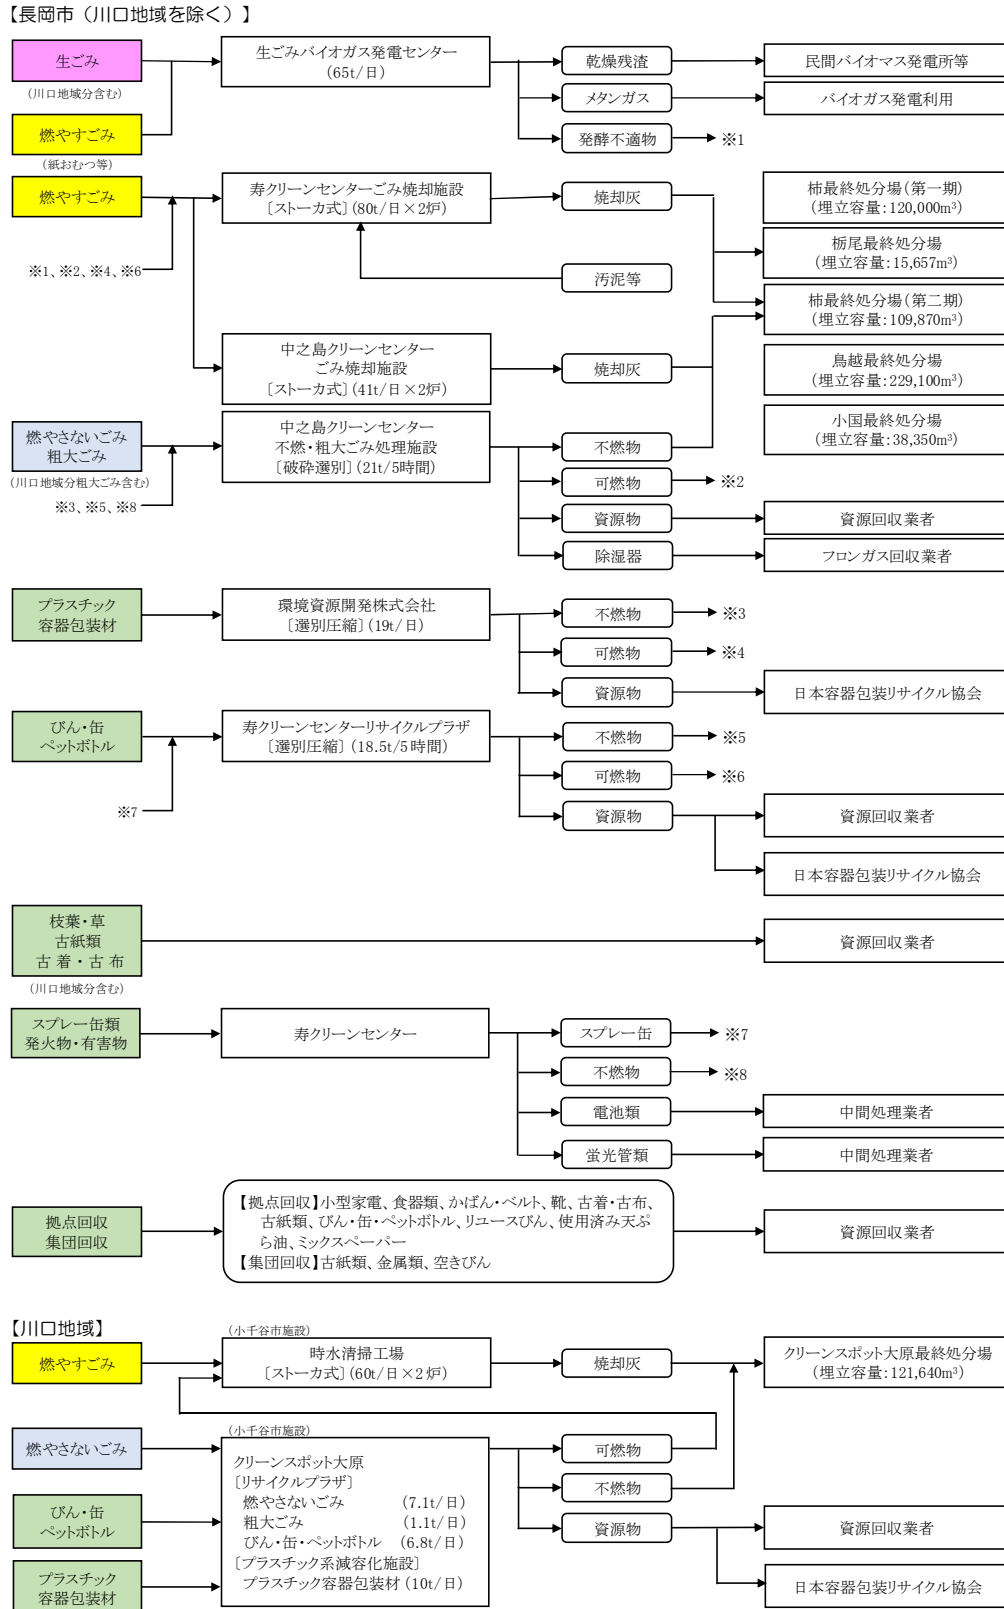 【長岡市（川口地域を除く）】
生ごみ
(川口地域分含む)
燃やすごみ
(紙おむつ等)
生ごみバイオガス発電センター
(65t/日)
乾燥残渣
民間バイオマス発電所等
メタンガス
バイオガス発電利用
発酵不適物
※1
燃やすごみ
※1、※2、※4、※6
寿クリーンセンターごみ焼却施設
〔ストーカ式〕(80t/日×2炉)
焼却灰
汚泥等
中之島クリーンセンター
ごみ焼却施設
〔ストーカ式〕(41t/日×2炉)
焼却灰
柿最終処分場(第一期)
(埋立容量:120,000m³)
栃尾最終処分場
(埋立容量:15,657m³)
柿最終処分場(第二期)
(埋立容量:109,870m³)
鳥越最終処分場
(埋立容量:229,100m³)
小国最終処分場
(埋立容量:38,350m³)
燃やさないごみ
粗大ごみ
(川口地域分粗大ごみ含む)
※3、※5、※8
中之島クリーンセンター
不燃・粗大ごみ処理施設
〔破砕選別〕(21t/5時間)
不燃物
可燃物
※2
資源物
資源回収業者
除湿器
フロンガス回収業者
プラスチック
容器包装材
環境資源開発株式会社
〔選別圧縮〕(19t/日)
不燃物
※3
可燃物
※4
資源物
日本容器包装リサイクル協会
びん・缶
ペットボトル
※7
寿クリーンセンターリサイクルプラザ
〔選別圧縮〕(18.5t/5時間)
不燃物
※5
可燃物
※6
資源物
資源回収業者
日本容器包装リサイクル協会
枝葉・草
古紙類
古着・古布
(川口地域分含む)
資源回収業者
スプレー缶類
発火物・有害物
寿クリーンセンター
スプレー缶
※7
不燃物
※8
電池類
中間処理業者
蛍光管類
中間処理業者
拠点回収
集団回収
【拠点回収】小型家電、食器類、かばん・ベルト、靴、古着・古布、
古紙類、びん・缶・ペットボトル、リユースびん、使用済み天ぷ
ら油、ミックスペーパー
【集団回収】古紙類、金属類、空きびん
資源回収業者
【川口地域】
燃やすごみ
(小千谷市施設)
時水清掃工場
〔ストーカ式〕(60t/日×2炉)
焼却灰
クリーンスポット大原最終処分場
(埋立容量:121,640m³)
燃やさないごみ
びん・缶
ペットボトル
プラスチック
容器包装材
(小千谷市施設)
クリーンスポット大原
〔リサイクルプラザ〕
燃やさないごみ (7.1t/日)
粗大ごみ (1.1t/日)
びん・缶・ペットボトル (6.8t/日)
〔プラスチック系減容化施設〕
プラスチック容器包装材 (10t/日)
可燃物
不燃物
資源物
資源回収業者
日本容器包装リサイクル協会